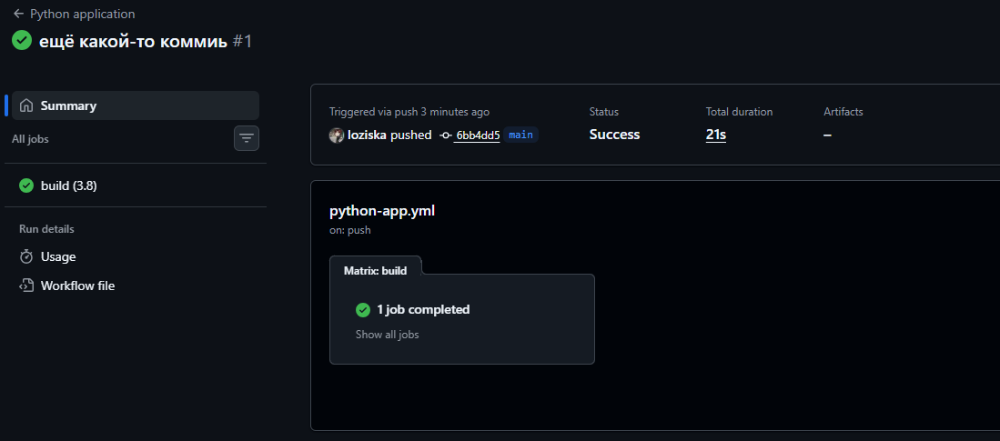 Python application
ещё какой-то коммиь #1
Summary
All jobs
build (3.8)
Run details
Usage
Workflow file
Triggered via push 3 minutes ago
loziska pushed 6bb4dd5 main
Status
Success
Total duration
21s
Artifacts
–
python-app.yml
on: push
Matrix: build
1 job completed
Show all jobs